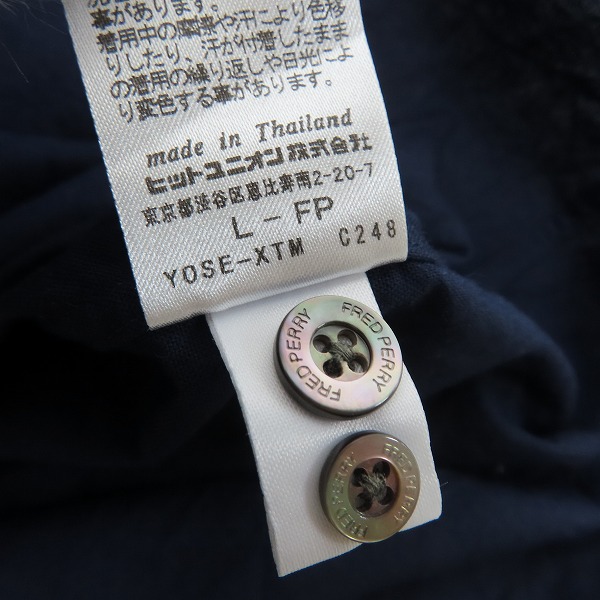 事があります。
着用中の摩擦や汗により色移
りしたり、汗が付着したまま
の着用の繰り返しや日光に
より変色する事があります。
made in Thailand
ヒットユニオン株式会社
東京都渋谷区恵比寿南2-20-7
L-FP
YOSE-XTM C248
FRED PERRY FRED PERRY
FRED PERRY FRED PERRY